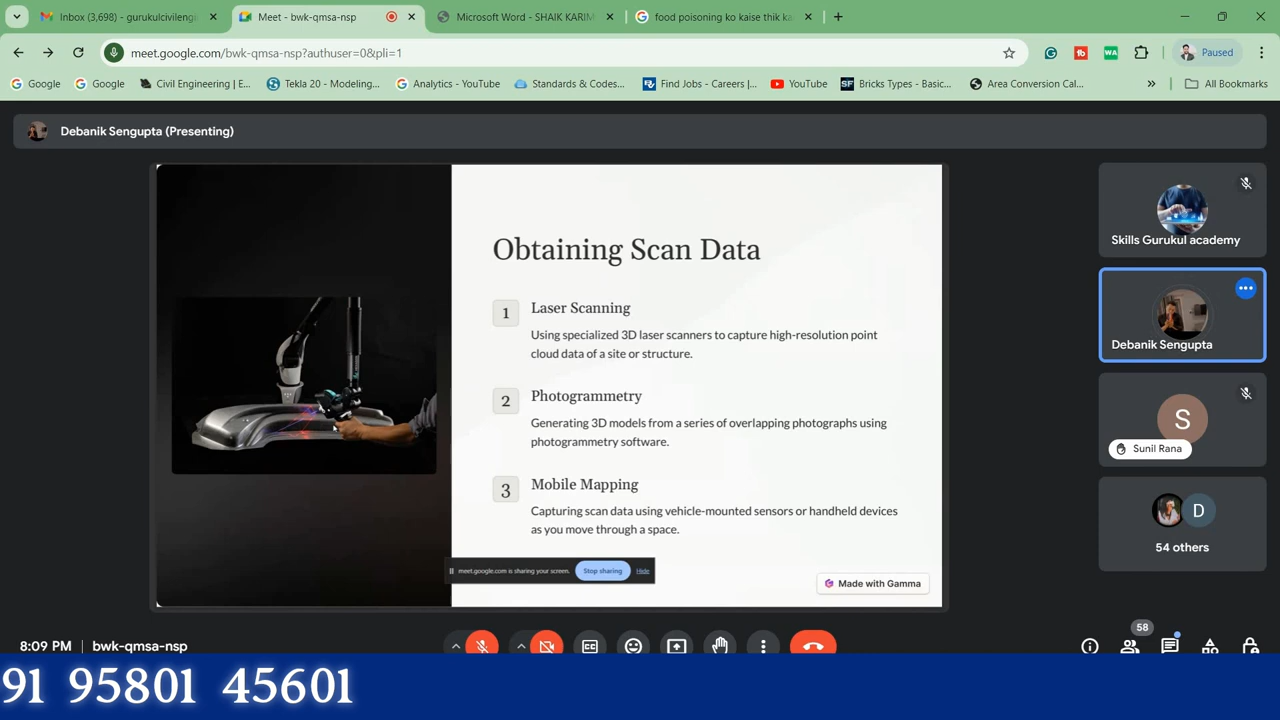 Inbox (3,698) - gurukulcivileng
Meet - bwk-qmsa-nsp
Microsoft Word - SHAIK KARIM
food poisoning ko kaise thik ka
meet.google.com/bwk-qmsa-nsp?authuser=0&pli=1
Paused
Google
Google
Civil Engineering | E...
Tekla 20 - Modeling...
Analytics - YouTube
Standards & Codes...
Find Jobs - Careers |...
YouTube
Bricks Types - Basic...
Area Conversion Cal...
All Bookmarks
Debanik Sengupta (Presenting)
Obtaining Scan Data
1 Laser Scanning
Using specialized 3D laser scanners to capture high-resolution point
cloud data of a site or structure.
2 Photogrammetry
Generating 3D models from a series of overlapping photographs using
photogrammetry software.
3 Mobile Mapping
Capturing scan data using vehicle-mounted sensors or handheld devices
as you move through a space.
meet.google.com is sharing your screen. Stop sharing Hide
Made with Gamma
Skills Gurukul academy
Debanik Sengupta
S
Sunil Rana
D
54 others
8:09 PM | bwk-qmsa-nsp
58
91 95801 45601